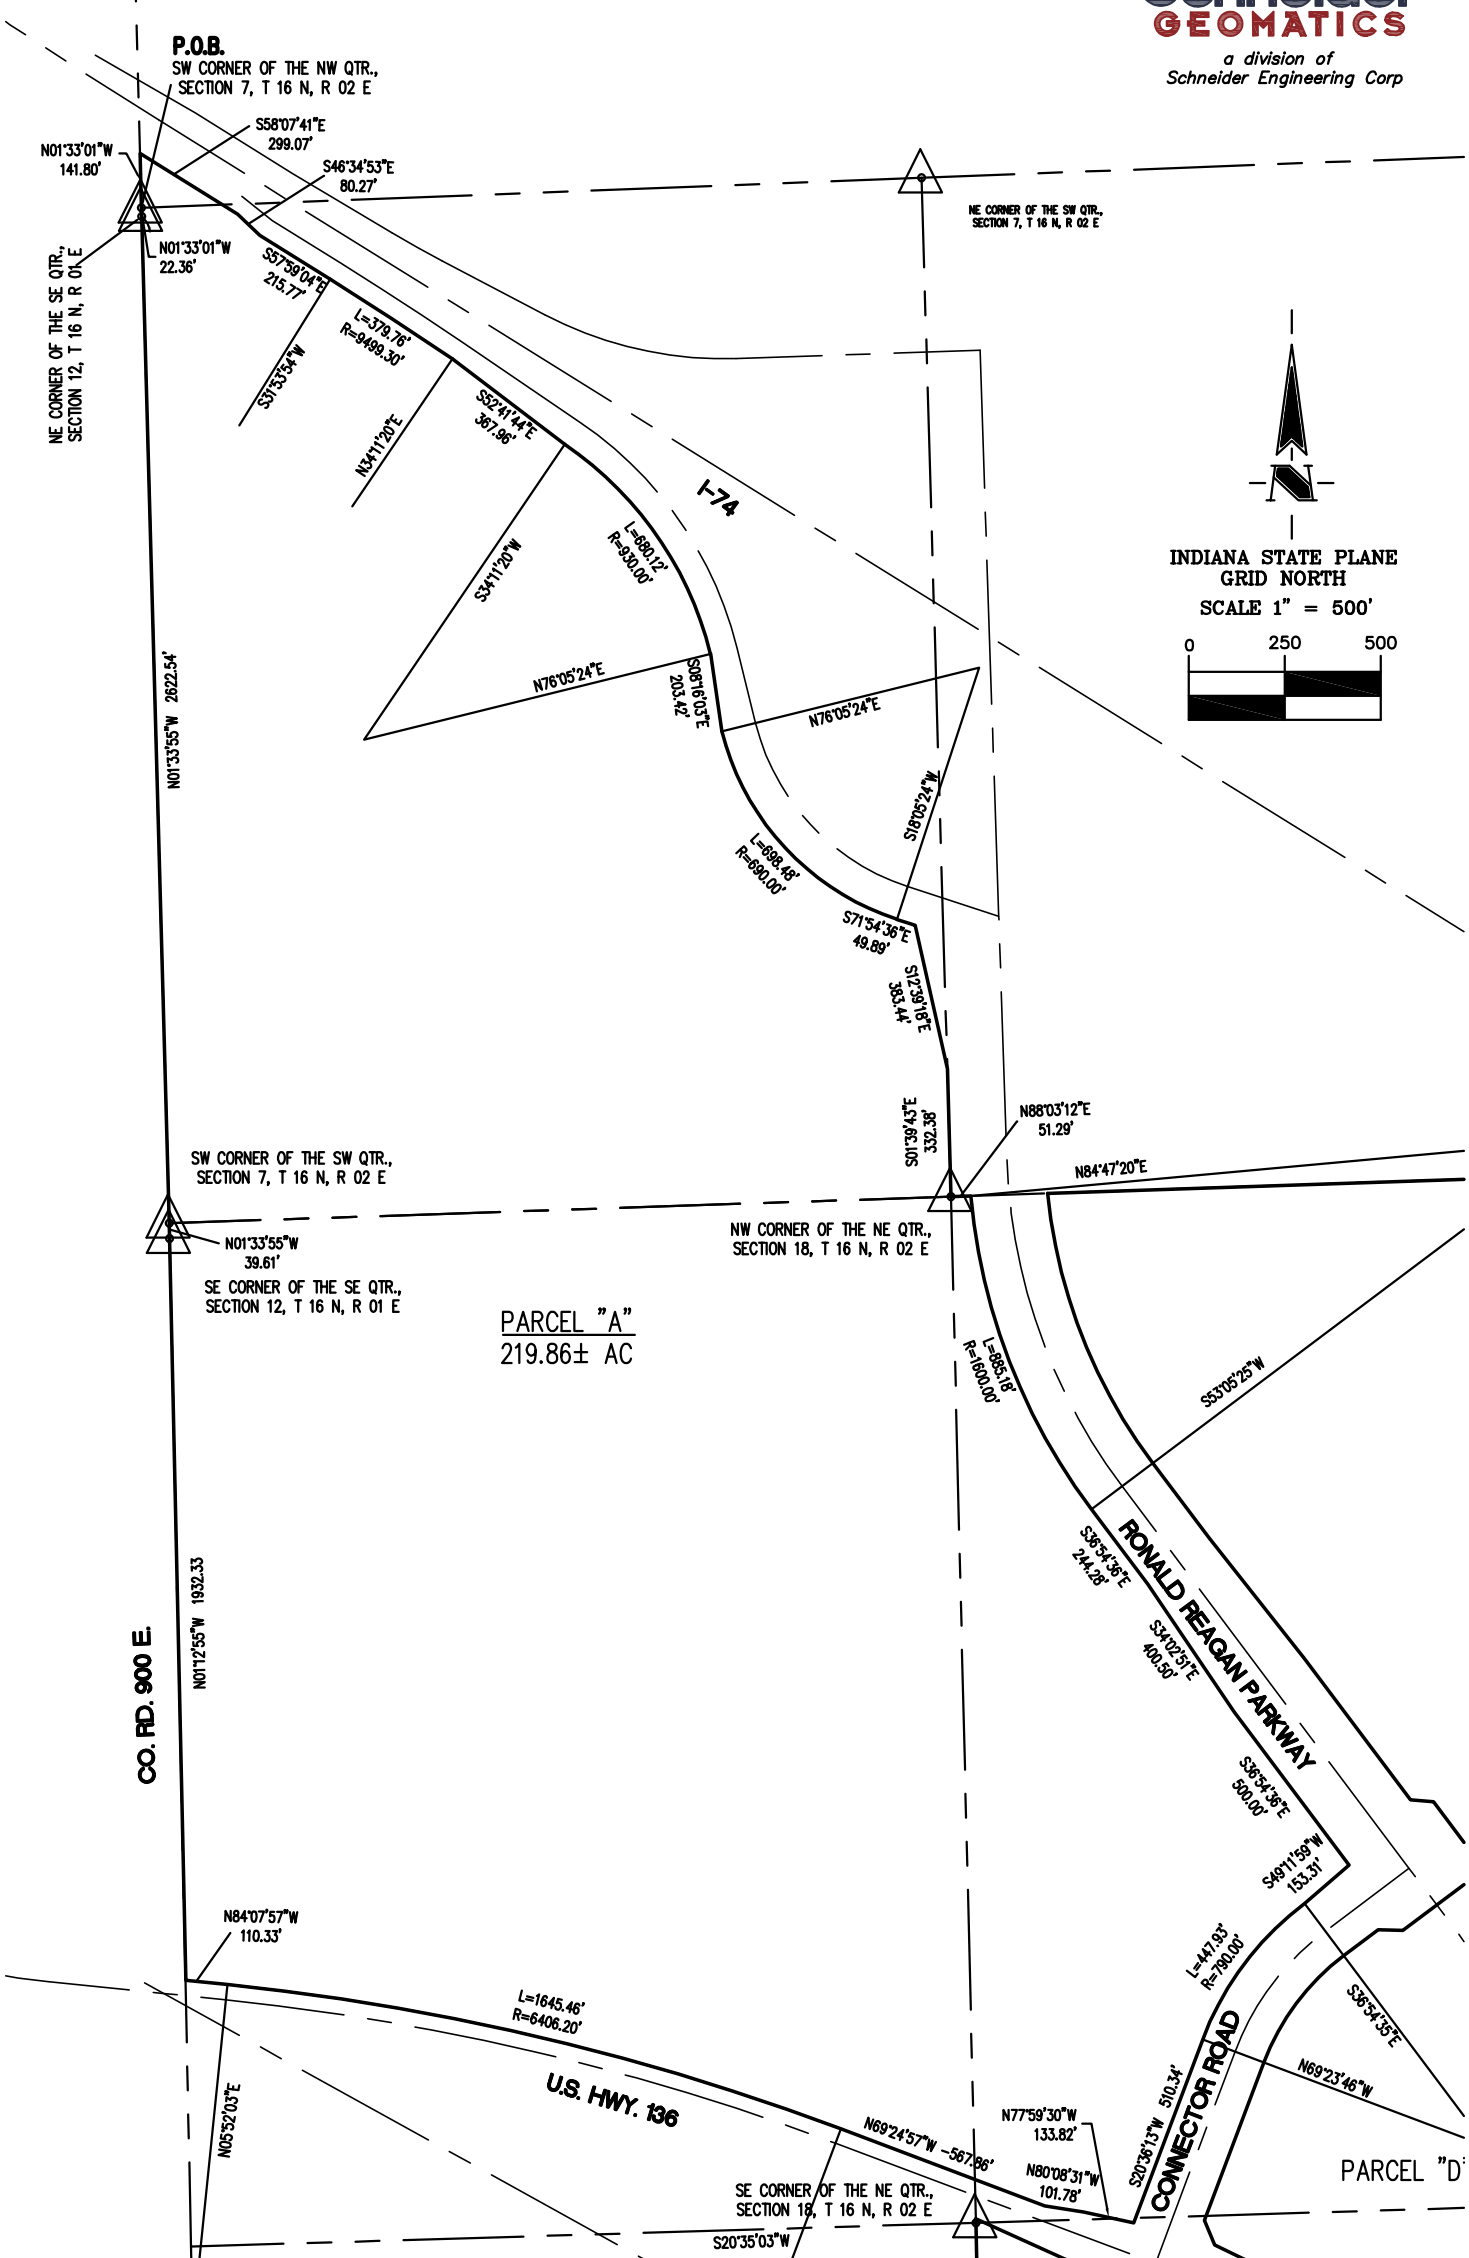 GEOMATICS
a division of
Schneider Engineering Corp
P.O.B.
SW CORNER OF THE NW QTR.,
SECTION 7, T 16 N, R 02 E
S58°07'41"E
299.07'
N01°33'01"W
141.80'
S46°34'53"E
80.27'
NE CORNER OF THE SW QTR.,
SECTION 7, T 16 N, R 02 E
N01°33'01"W
22.36'
NE CORNER OF THE SE QTR.,
SECTION 12, T 16 N, R 01 E
S57°59'04"E
215.77'
L=379.76'
R=9499.30'
S31°53'54"W
N34°11'20"E
S52°41'44"E
367.96'
I-74
N
INDIANA STATE PLANE
GRID NORTH
SCALE 1" = 500'
0 250 500
L=680.12'
R=930.00'
S34°11'20"W
N76°05'24"E
S08°16'03"E
203.42'
N76°05'24"E
N01°33'55"W 2622.54'
S18°05'24"W
L=698.48'
R=690.00'
S71°54'36"E
49.89'
S12°39'18"E
383.44'
S01°39'43"E
332.38'
N88°03'12"E
51.29'
N84°47'20"E
SW CORNER OF THE SW QTR.,
SECTION 7, T 16 N, R 02 E
NW CORNER OF THE NE QTR.,
SECTION 18, T 16 N, R 02 E
N01°33'55"W
39.61'
SE CORNER OF THE SE QTR.,
SECTION 12, T 16 N, R 01 E
PARCEL "A"
219.86± AC
L=885.18'
R=1600.00'
S53°05'25"W
S36°54'36"E
244.28'
RONALD REAGAN PARKWAY
N01°12'55"W 1932.33
CO. RD. 900 E.
S34°02'51"E
400.50'
S36°54'36"E
500.00'
S49°11'59"W
153.31'
N84°07'57"W
110.33'
L=447.93'
R=790.00'
S36°54'35"E
L=1645.46'
R=6406.20'
U.S. HWY. 136
N05°52'03"E
CONNECTOR ROAD
N69°23'46"W
S20°36'13"W 510.34'
N77°59'30"W
133.82'
N69°24'57"W -567.86'
N80°08'31"W
101.78'
PARCEL "D"
SE CORNER OF THE NE QTR.,
SECTION 18, T 16 N, R 02 E
S20°35'03"W